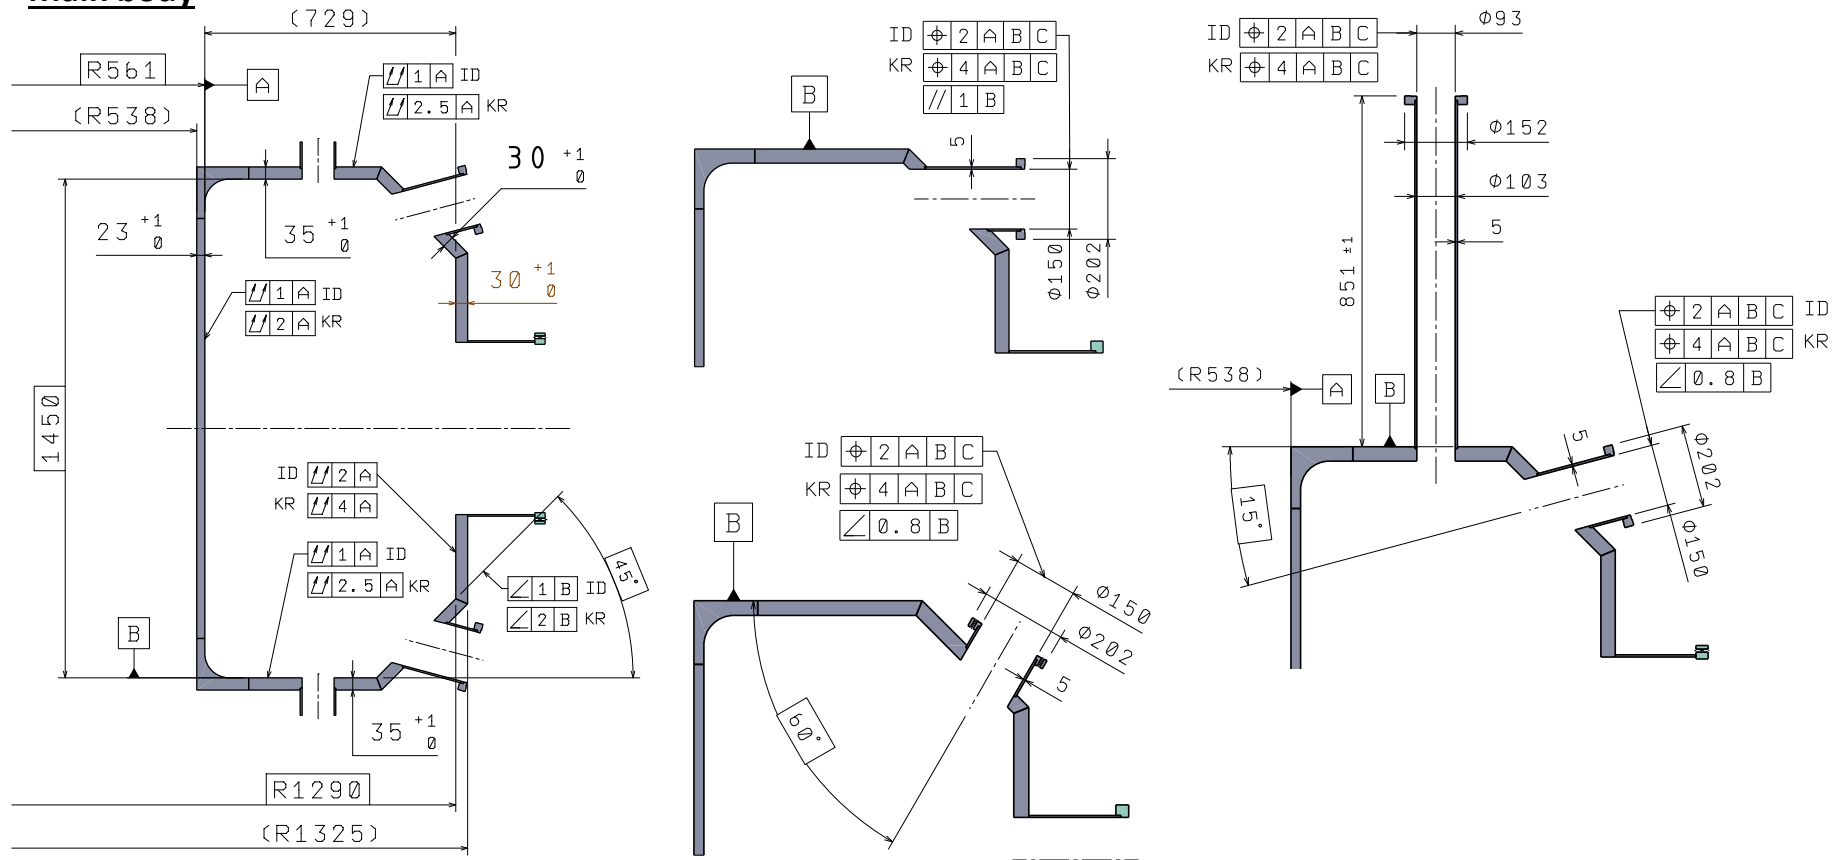 Main body
(729)
R561
A
⌰ 1 A ID
⌰ 2.5 A KR
(R538)
30 +1 0
23 +1 0
35 +1 0
30 +1 0
⌰ 1 A ID
⌰ 2 A KR
1450
ID ⌰ 2 A
KR ⌰ 4 A
⌰ 1 A ID
⌰ 2.5 A KR
45°
∠ 1 B ID
∠ 2 B KR
B
35 +1 0
R1290
(R1325)
ID ⌖ 2 A B C
KR ⌖ 4 A B C
// 1 B
B
5
Φ150
Φ202
ID ⌖ 2 A B C
KR ⌖ 4 A B C
∠ 0.8 B
B
Φ150
Φ202
5
60°
ID ⌖ 2 A B C
KR ⌖ 4 A B C
Φ93
Φ152
Φ103
5
851 ±1
⌖ 2 A B C ID
⌖ 4 A B C KR
∠ 0.8 B
(R538)
A
B
5
Φ202
Φ150
15°